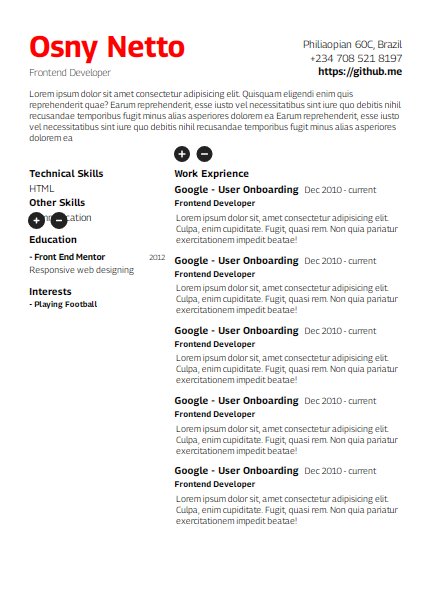 Osny Netto
Frontend Developer
Philiaopian 60C, Brazil
+234 708 521 8197
https://github.me
Lorem ipsum dolor sit amet consectetur adipisicing elit. Quisquam eligendi enim quis
reprehenderit quae? Earum reprehenderit, esse iusto vel necessitatibus sint iure quo debitis nihil
recusandae temporibus fugit minus alias asperiores dolorem ea Earum reprehenderit, esse iusto
vel necessitatibus sint iure quo debitis nihil recusandae temporibus fugit minus alias asperiores
dolorem ea
Technical Skills
HTML
Other Skills
Education
- Front End Mentor 2012
Responsive web designing
Interests
- Playing Football
Work Exprience
Google - User Onboarding Dec 2010 - current
Frontend Developer
Lorem ipsum dolor sit, amet consectetur adipisicing elit.
Culpa, enim cupiditate. Fugit, quasi rem. Non quia pariatur
exercitationem impedit beatae!
Google - User Onboarding Dec 2010 - current
Frontend Developer
Lorem ipsum dolor sit, amet consectetur adipisicing elit.
Culpa, enim cupiditate. Fugit, quasi rem. Non quia pariatur
exercitationem impedit beatae!
Google - User Onboarding Dec 2010 - current
Frontend Developer
Lorem ipsum dolor sit, amet consectetur adipisicing elit.
Culpa, enim cupiditate. Fugit, quasi rem. Non quia pariatur
exercitationem impedit beatae!
Google - User Onboarding Dec 2010 - current
Frontend Developer
Lorem ipsum dolor sit, amet consectetur adipisicing elit.
Culpa, enim cupiditate. Fugit, quasi rem. Non quia pariatur
exercitationem impedit beatae!
Google - User Onboarding Dec 2010 - current
Frontend Developer
Lorem ipsum dolor sit, amet consectetur adipisicing elit.
Culpa, enim cupiditate. Fugit, quasi rem. Non quia pariatur
exercitationem impedit beatae!